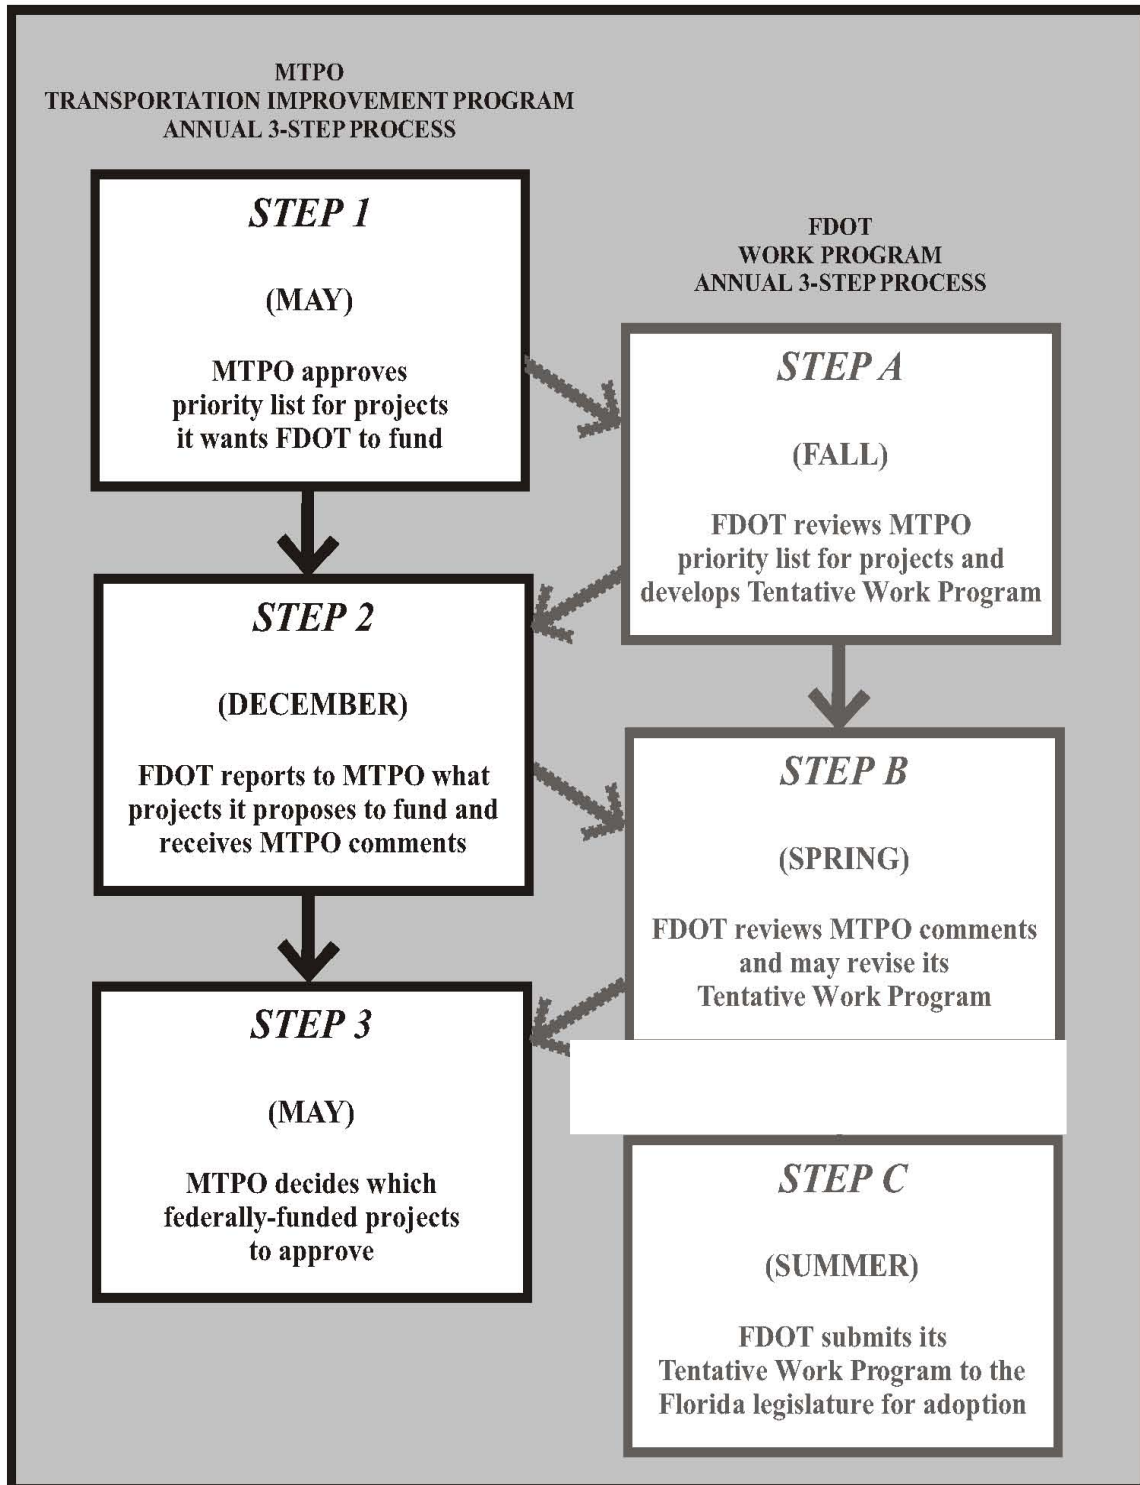 MTPO
TRANSPORTATION IMPROVEMENT PROGRAM
ANNUAL 3-STEP PROCESS
STEP 1
(MAY)
MTPO approves
priority list for projects
it wants FDOT to fund
FDOT
WORK PROGRAM
ANNUAL 3-STEP PROCESS
STEP A
(FALL)
FDOT reviews MTPO
priority list for projects and
develops Tentative Work Program
STEP 2
(DECEMBER)
FDOT reports to MTPO what
projects it proposes to fund and
receives MTPO comments
STEP B
(SPRING)
FDOT reviews MTPO comments
and may revise its
Tentative Work Program
STEP 3
(MAY)
MTPO decides which
federally-funded projects
to approve
STEP C
(SUMMER)
FDOT submits its
Tentative Work Program to the
Florida legislature for adoption